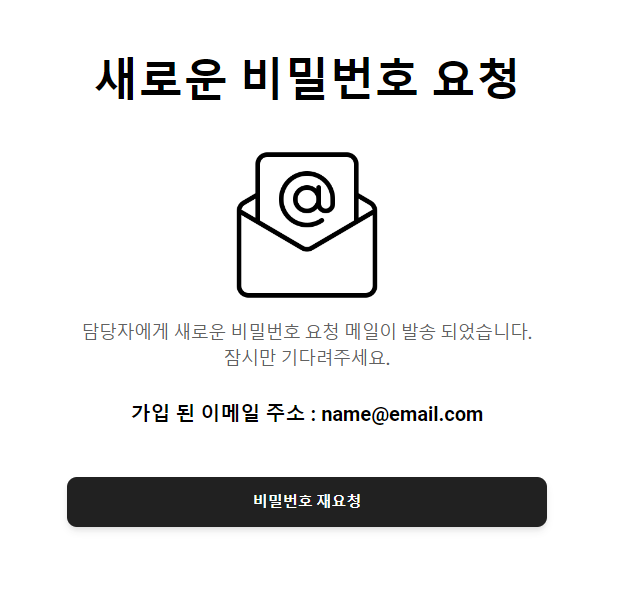 새로운 비밀번호 요청
담당자에게 새로운 비밀번호 요청 메일이 발송 되었습니다.
잠시만 기다려주세요.
가입 된 이메일 주소 : name@email.com
비밀번호 재요청